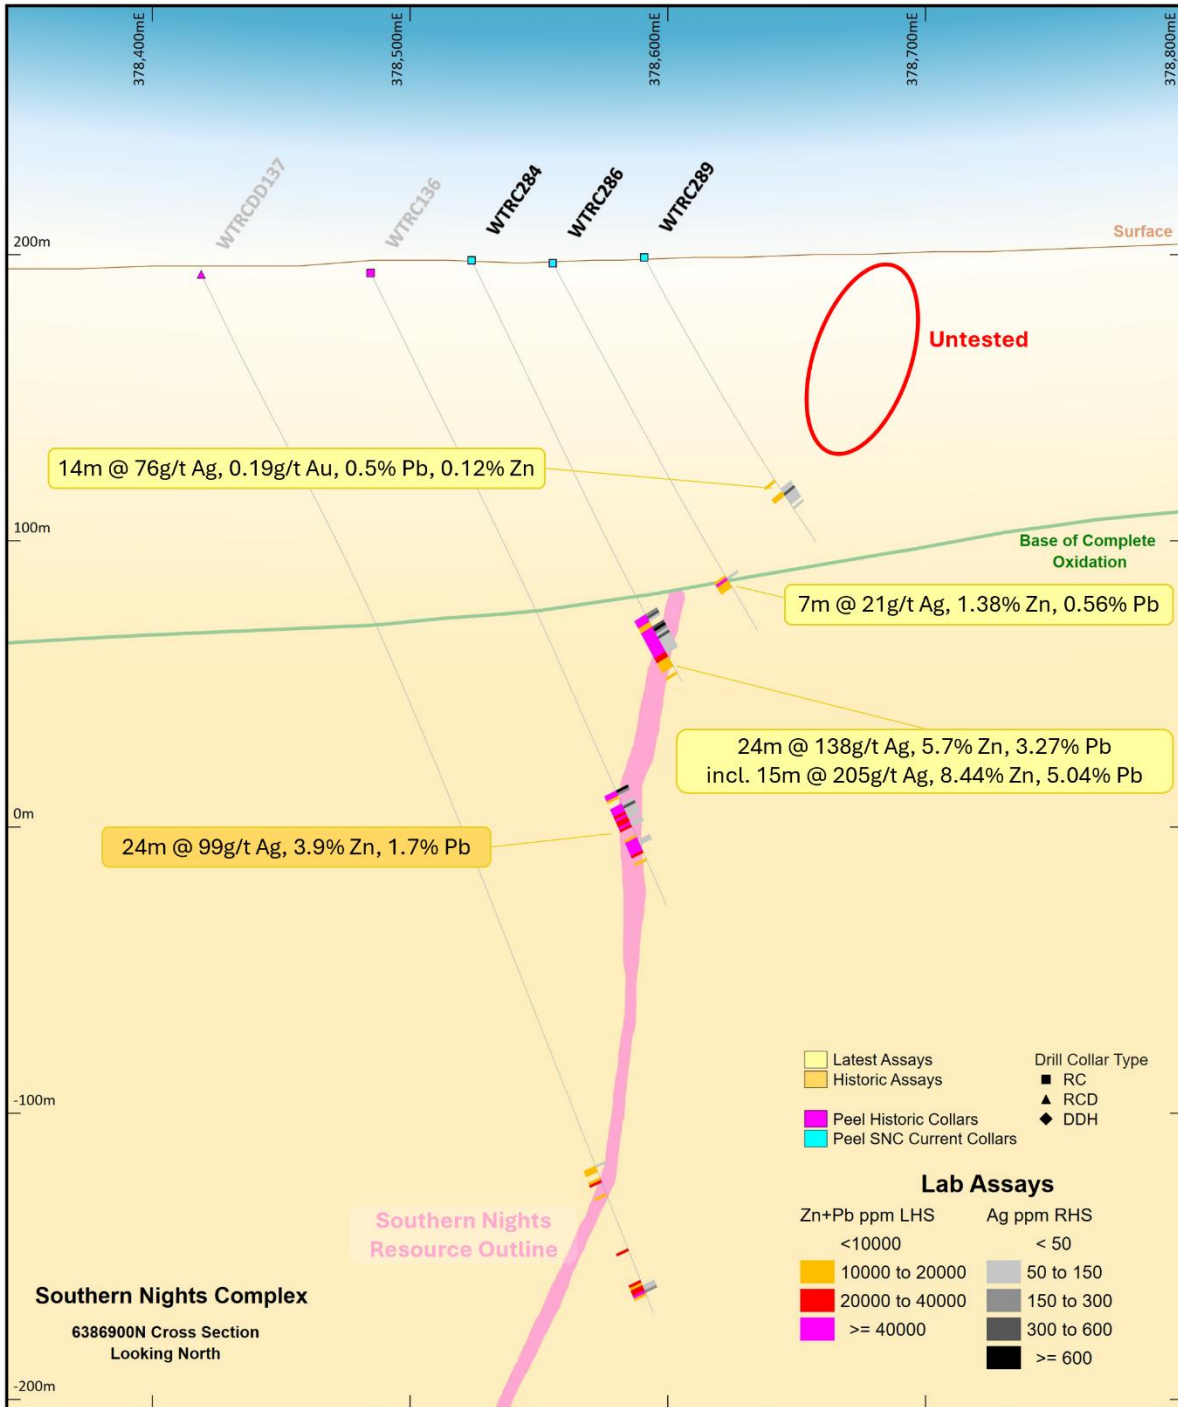 378,400mE
378,500mE
378,600mE
378,700mE
378,800mE
WTRCDD137
WTRC136
WTRC284
WTRC286
WTRC289
200m
Surface
Untested
14m @ 76g/t Ag, 0.19g/t Au, 0.5% Pb, 0.12% Zn
100m
Base of Complete
Oxidation
7m @ 21g/t Ag, 1.38% Zn, 0.56% Pb
24m @ 138g/t Ag, 5.7% Zn, 3.27% Pb
incl. 15m @ 205g/t Ag, 8.44% Zn, 5.04% Pb
0m
24m @ 99g/t Ag, 3.9% Zn, 1.7% Pb
-100m
Latest Assays
Historic Assays
Peel Historic Collars
Peel SNC Current Collars
Drill Collar Type
RC
RCD
DDH
Lab Assays
Zn+Pb ppm LHS
<10000
10000 to 20000
20000 to 40000
>= 40000
Ag ppm RHS
< 50
50 to 150
150 to 300
300 to 600
>= 600
Southern Nights
Resource Outline
Southern Nights Complex
6386900N Cross Section
Looking North
-200m